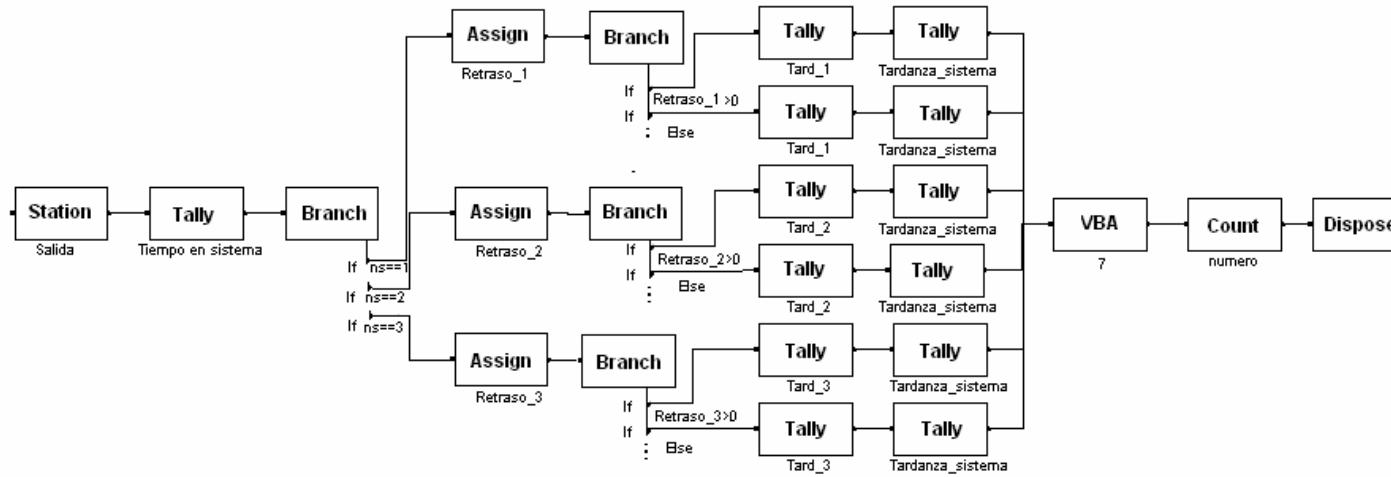 Assign
Retraso_1
Branch
If
Retraso_1 >0
If
Else
Tally
Tard_1
Tally
Tardanza_sistema
Tally
Tard_1
Tally
Tardanza_sistema
Station
Salida
Tally
Tiempo en sistema
Branch
If ns==1
If ns==2
If ns==3
Assign
Retraso_2
Branch
If
Retraso_2>0
If
Else
Tally
Tard_2
Tally
Tardanza_sistema
Tally
Tard_2
Tally
Tardanza_sistema
Assign
Retraso_3
Branch
If
Retraso_3>0
If
Else
Tally
Tard_3
Tally
Tardanza_sistema
Tally
Tard_3
Tally
Tardanza_sistema
VBA
7
Count
numero
Dispose